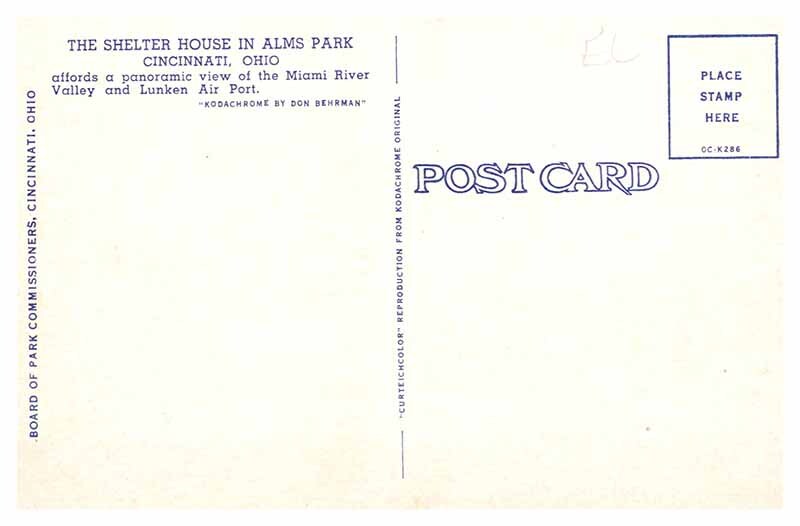 THE SHELTER HOUSE IN ALMS PARK
CINCINNATI, OHIO
affords a panoramic view of the Miami River
Valley and Lunken Air Port.
"KODACHROME BY DON BEHRMAN"
BOARD OF PARK COMMISSIONERS, CINCINNATI, OHIO
"CURTEICHCOLOR" REPRODUCTION FROM KODACHROME ORIGINAL
EL
PLACE
STAMP
HERE
OC-K286
POST CARD